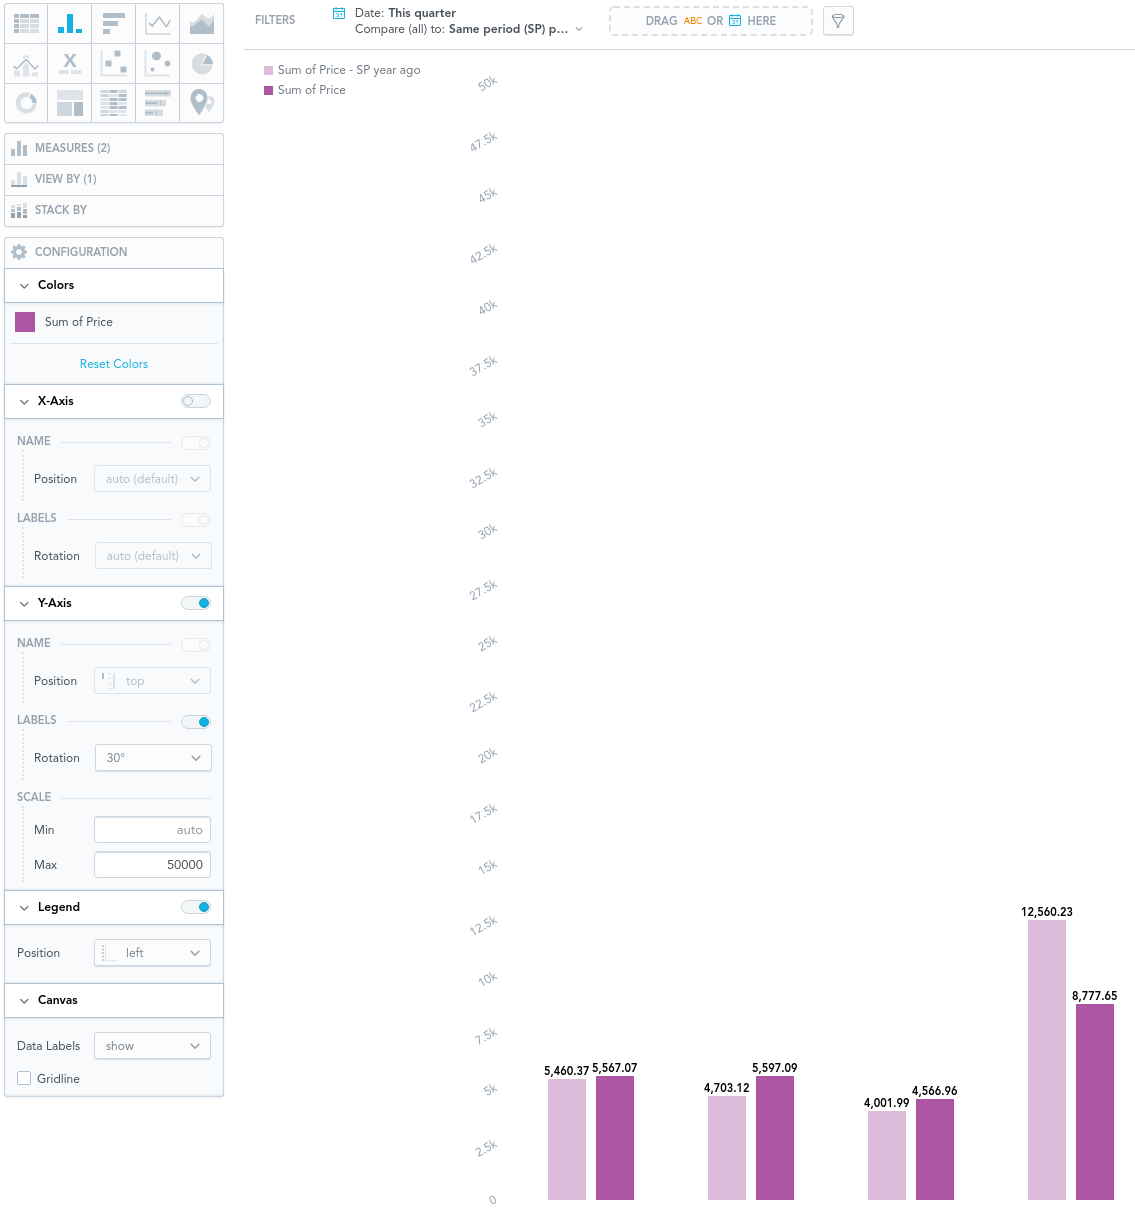 FILTERS
Date: This quarter
Compare (all) to: Same period (SP) p...
DRAG ABC OR 31 HERE
X
MEASURES (2)
VIEW BY (1)
STACK BY
CONFIGURATION
Colors
Sum of Price
Reset Colors
X-Axis
NAME
Position auto (default)
LABELS
Rotation auto (default)
Y-Axis
NAME
Position top
LABELS
Rotation 30°
SCALE
Min auto
Max 50000
Legend
Position left
Canvas
Data Labels show
Gridline
Sum of Price - SP year ago
Sum of Price
50k
47.5k
45k
42.5k
40k
37.5k
35k
32.5k
30k
27.5k
25k
22.5k
20k
17.5k
15k
12.5k
10k
7.5k
5k
2.5k
0
5,460.37 5,567.07
4,703.12 5,597.09
4,001.99 4,566.96
12,560.23 8,777.65